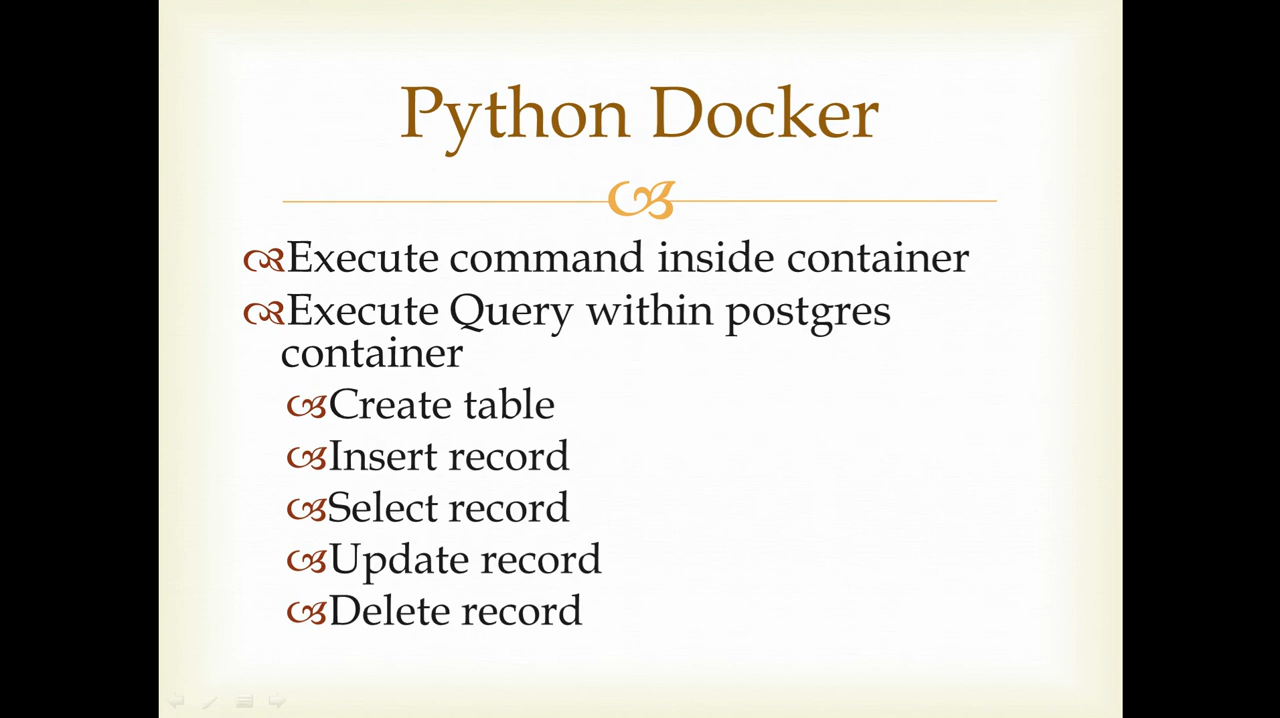 Python Docker
Execute command inside container
Execute Query within postgres
container
Create table
Insert record
Select record
Update record
Delete record